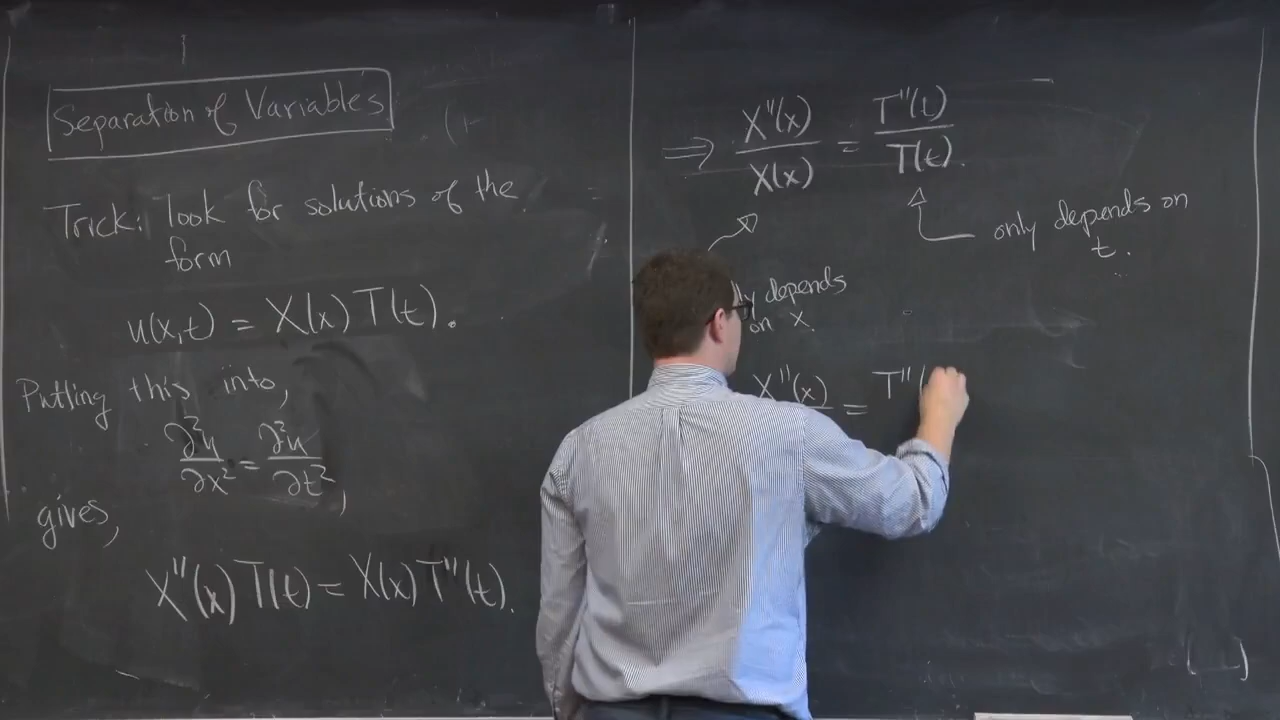 Separation of Variables
Trick: look for solutions of the
form
u(x,t) = X(x) T(t).
Putting this into,
∂²u/∂x² = ∂²u/∂t²,
gives,
X''(x) T(t) = X(x) T''(t).
⇒ X''(x)/X(x) = T''(t)/T(t).
only depends on
t.
depends
on x.
X''(x) = T''(